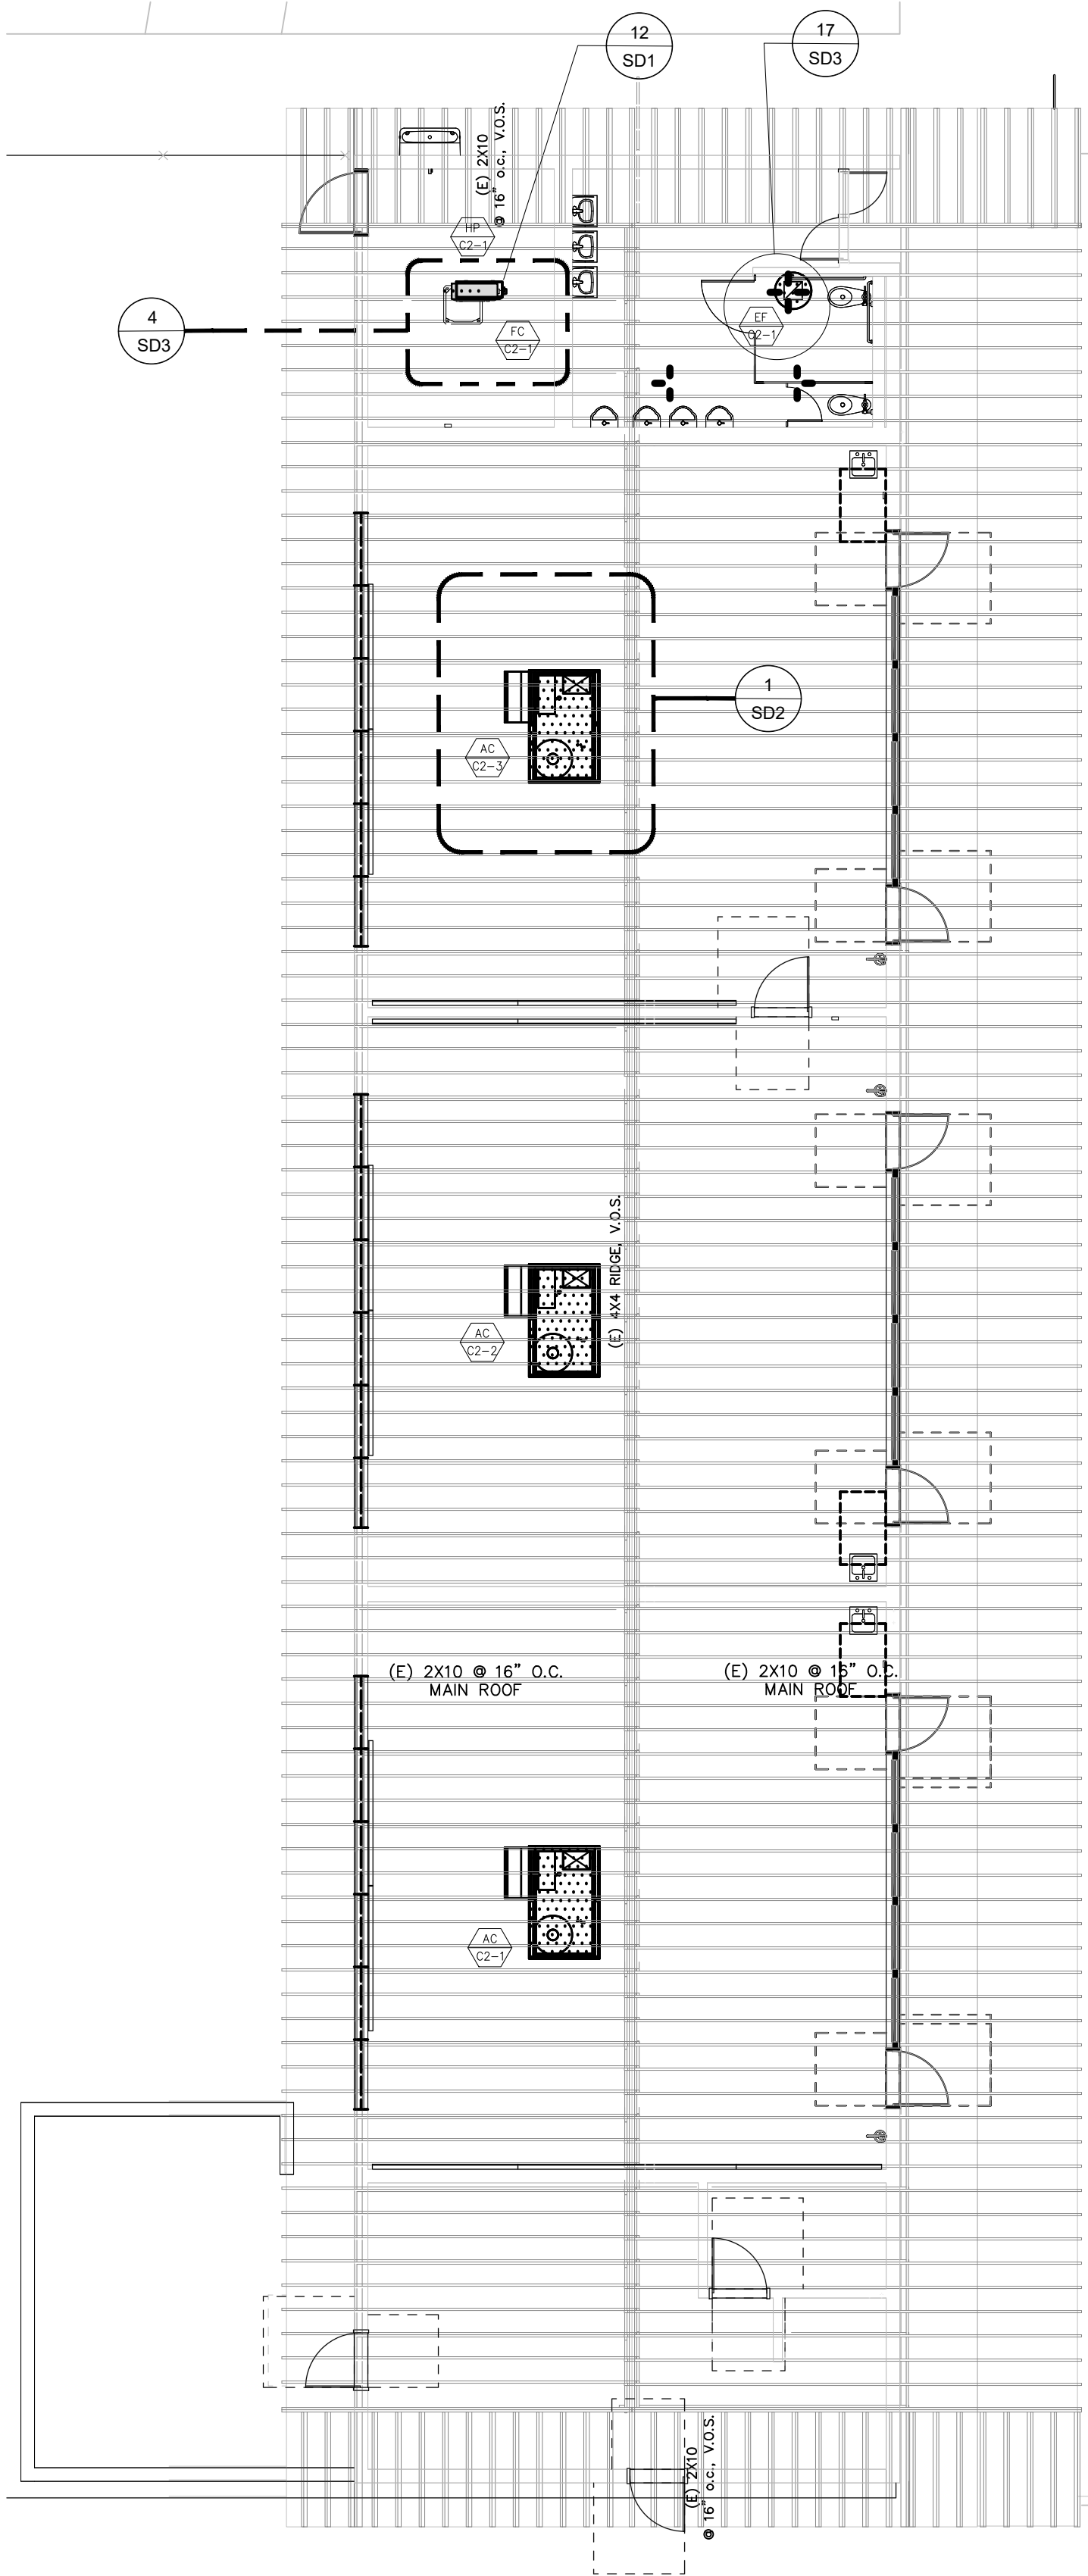 12
SD1
17
SD3
(E) 2X10
@ 16" o.c., V.O.S.
HP
C2-1
4
SD3
FC
C2-1
EF
C2-1
1
SD2
AC
C2-3
(E) 4X4 RIDGE, V.O.S.
AC
C2-2
(E) 2X10 @ 16" O.C.
MAIN ROOF
(E) 2X10 @ 16" O.C.
MAIN ROOF
AC
C2-1
(E) 2X10
@ 16" o.c., V.O.S.